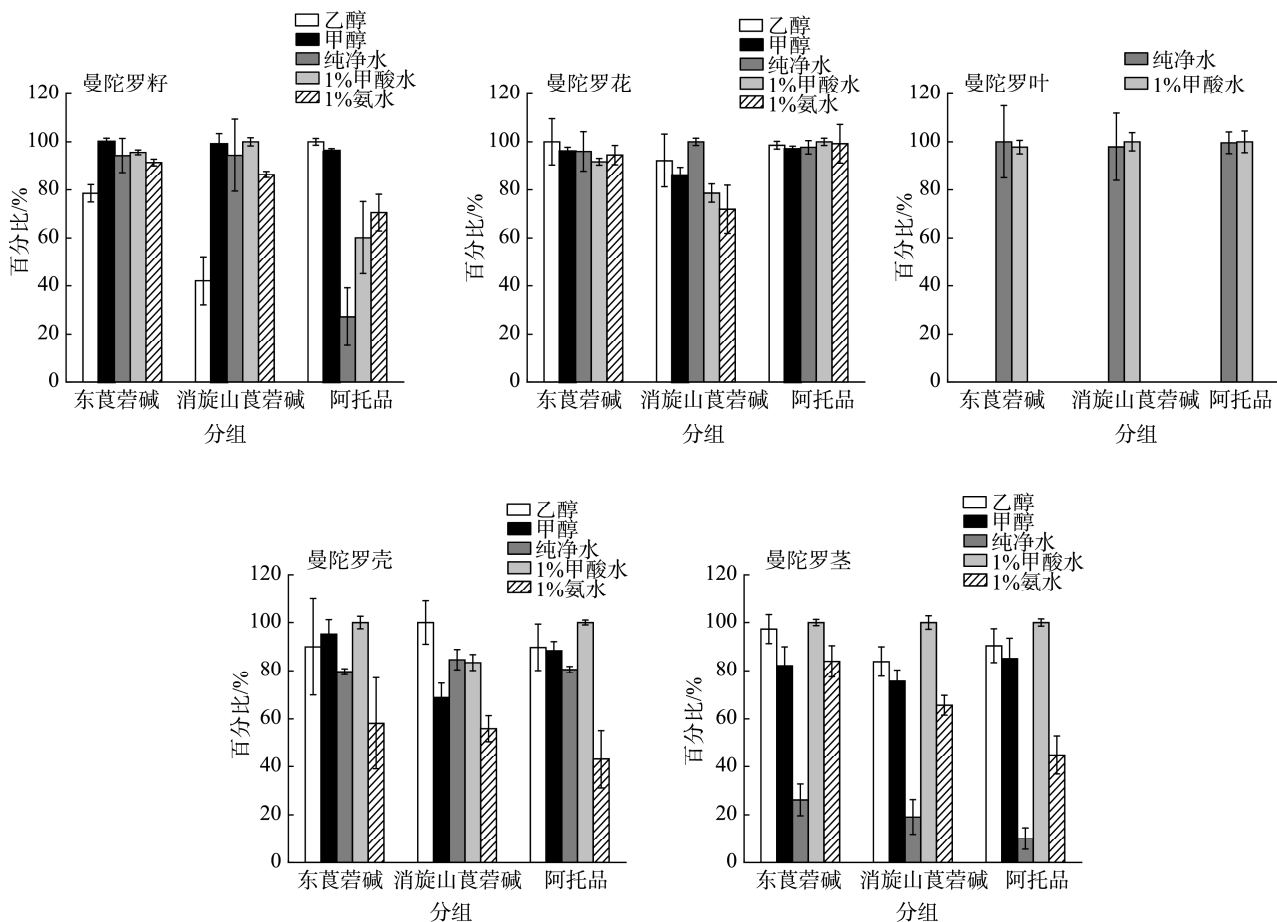 乙醇
甲醇
纯净水
1%甲酸水
1%氨水
曼陀罗籽
120
100
80
60
40
20
0
百分比/%
东莨菪碱 消旋山莨菪碱 阿托品
分组
乙醇
甲醇
纯净水
1%甲酸水
1%氨水
曼陀罗花
120
100
80
60
40
20
0
百分比/%
东莨菪碱 消旋山莨菪碱 阿托品
分组
纯净水
1%甲酸水
曼陀罗叶
120
100
80
60
40
20
0
百分比/%
东莨菪碱 消旋山莨菪碱 阿托品
分组
乙醇
甲醇
纯净水
1%甲酸水
1%氨水
曼陀罗壳
120
100
80
60
40
20
0
百分比/%
东莨菪碱 消旋山莨菪碱 阿托品
分组
乙醇
甲醇
纯净水
1%甲酸水
1%氨水
曼陀罗茎
120
100
80
60
40
20
0
百分比/%
东莨菪碱 消旋山莨菪碱 阿托品
分组